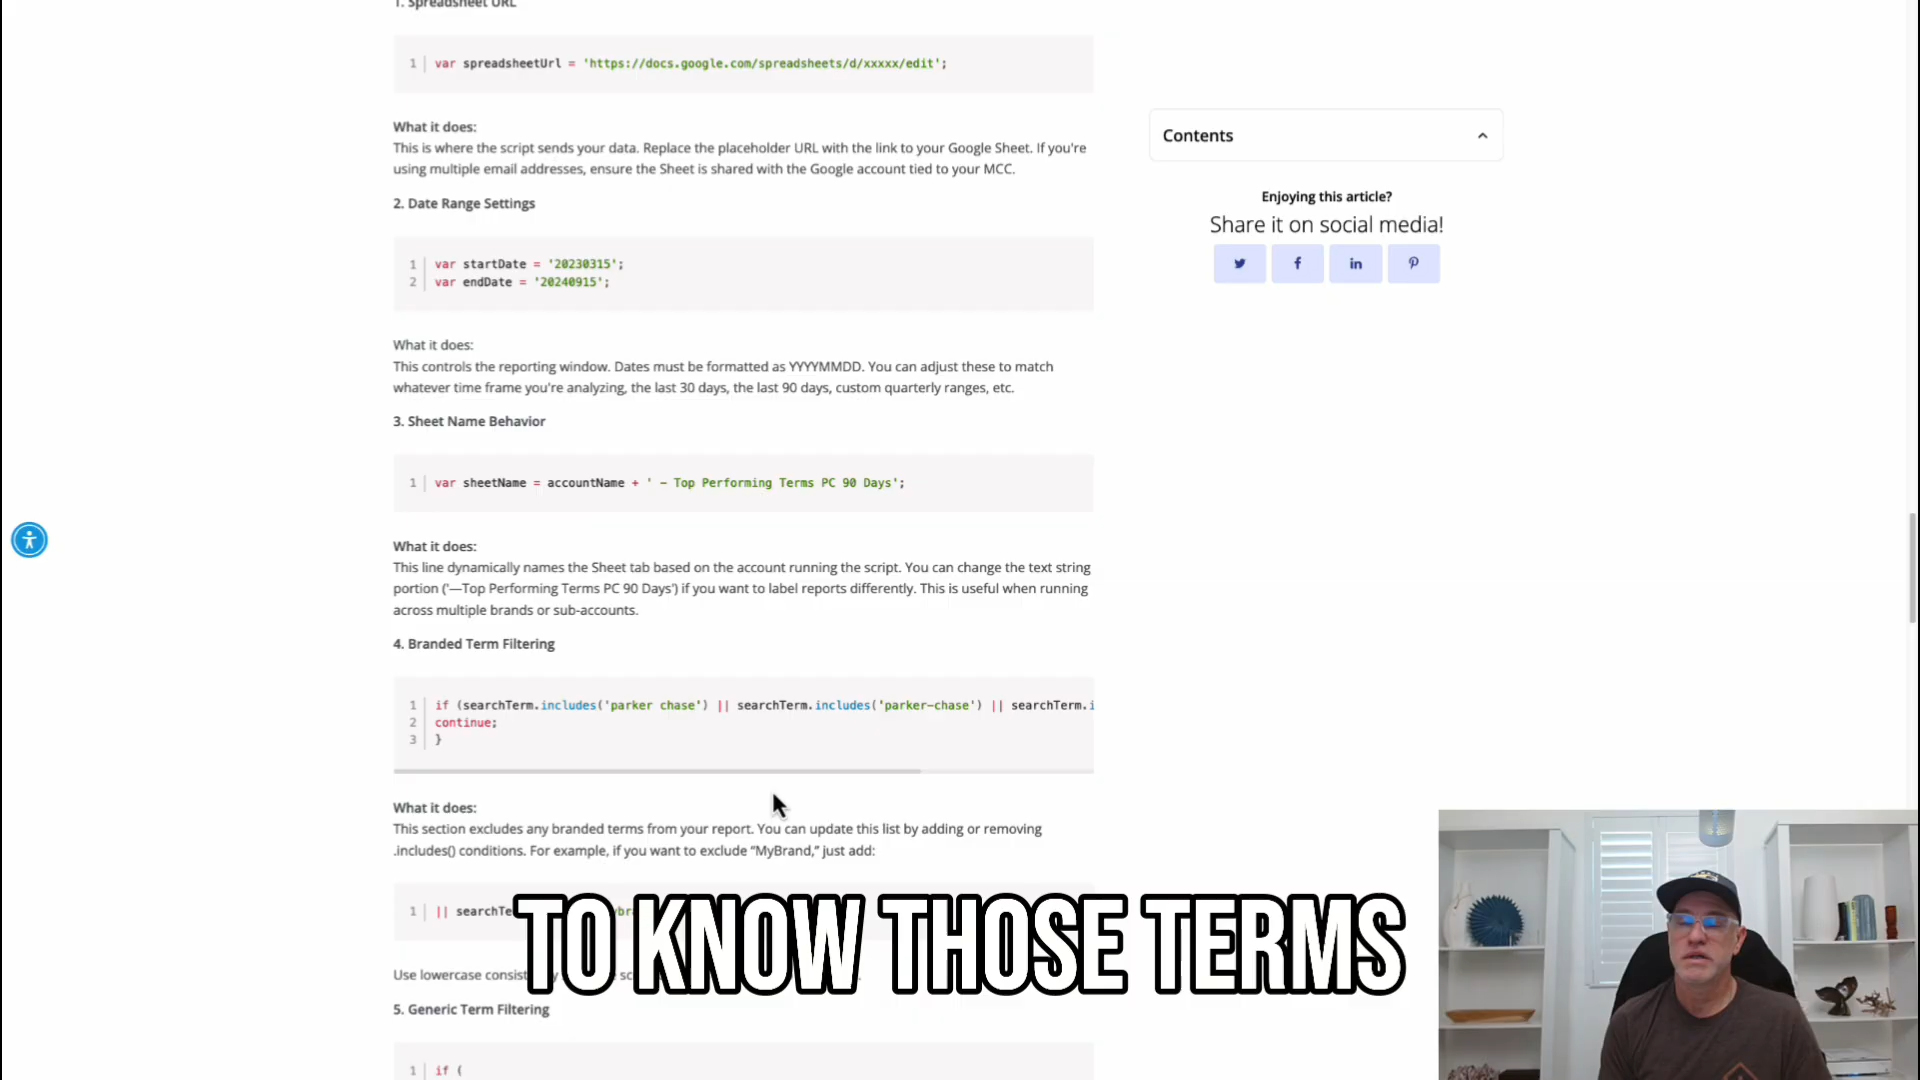 1. Spreadsheet URL
1 var spreadsheetUrl = 'https://docs.google.com/spreadsheets/d/xxxxx/edit';
What it does:
This is where the script sends your data. Replace the placeholder URL with the link to your Google Sheet. If you're
using multiple email addresses, ensure the Sheet is shared with the Google account tied to your MCC.
2. Date Range Settings
1 var startDate = '20230315';
2 var endDate = '20240915';
What it does:
This controls the reporting window. Dates must be formatted as YYYYMMDD. You can adjust these to match
whatever time frame you're analyzing, the last 30 days, the last 90 days, custom quarterly ranges, etc.
3. Sheet Name Behavior
1 var sheetName = accountName + ' – Top Performing Terms PC 90 Days';
What it does:
This line dynamically names the Sheet tab based on the account running the script. You can change the text string
portion ('—Top Performing Terms PC 90 Days') if you want to label reports differently. This is useful when running
across multiple brands or sub-accounts.
4. Branded Term Filtering
1 if (searchTerm.includes('parker chase') || searchTerm.includes('parker-chase') || searchTerm.i
2 continue;
3 }
What it does:
This section excludes any branded terms from your report. You can update this list by adding or removing
.includes() conditions. For example, if you want to exclude “MyBrand,” just add:
1 || searchTe
Use lowercase consist
5. Generic Term Filtering
1 if (
Contents
Enjoying this article?
Share it on social media!
TO KNOW THOSE TERMS